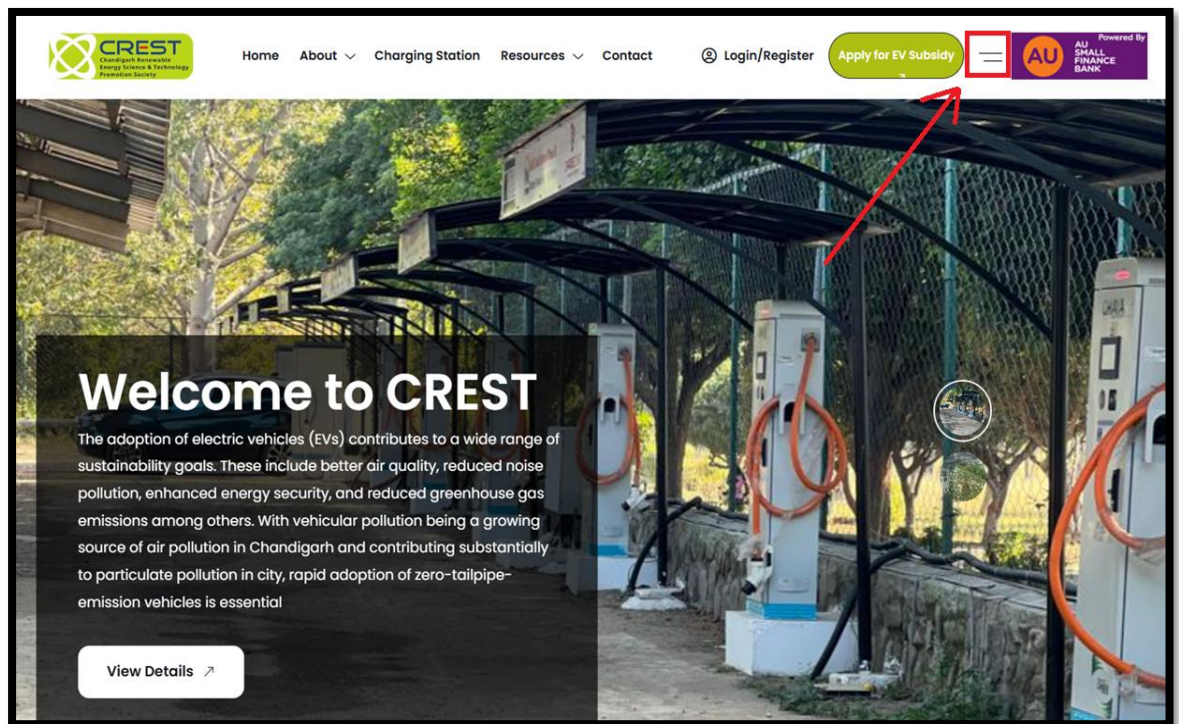 CREST
Chandigarh Renewable
Energy Science & Technology
Promotion Society
Home About Charging Station Resources Contact Login/Register Apply for EV Subsidy
Powered By
AU
AU
SMALL
FINANCE
BANK
Welcome to CREST
The adoption of electric vehicles (EVs) contributes to a wide range of
sustainability goals. These include better air quality, reduced noise
pollution, enhanced energy security, and reduced greenhouse gas
emissions among others. With vehicular pollution being a growing
source of air pollution in Chandigarh and contributing substantially
to particulate pollution in city, rapid adoption of zero-tailpipe-
emission vehicles is essential
View Details